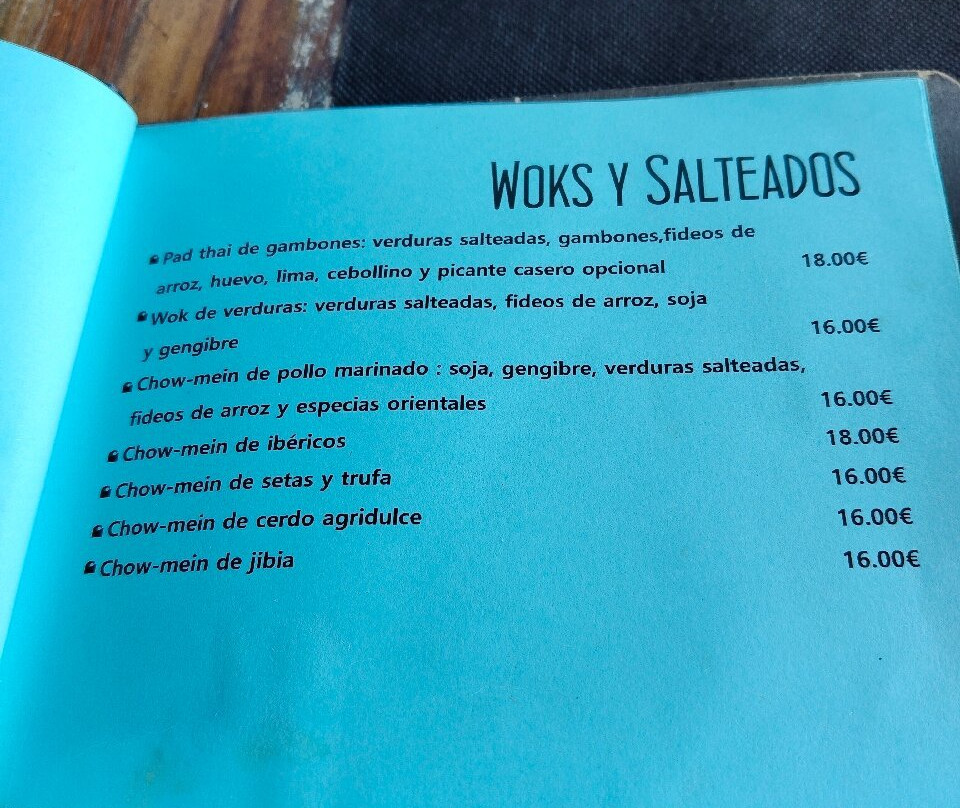 WOKS Y SALTEADOS
Pad thai de gambones: verduras salteadas, gambones,fideos de
arroz, huevo, lima, cebollino y picante casero opcional 18.00€
Wok de verduras: verduras salteadas, fideos de arroz, soja
y gengibre 16.00€
Chow-mein de pollo marinado : soja, gengibre, verduras salteadas,
fideos de arroz y especias orientales 16.00€
Chow-mein de ibéricos 18.00€
Chow-mein de setas y trufa 16.00€
Chow-mein de cerdo agridulce 16.00€
Chow-mein de jibia 16.00€